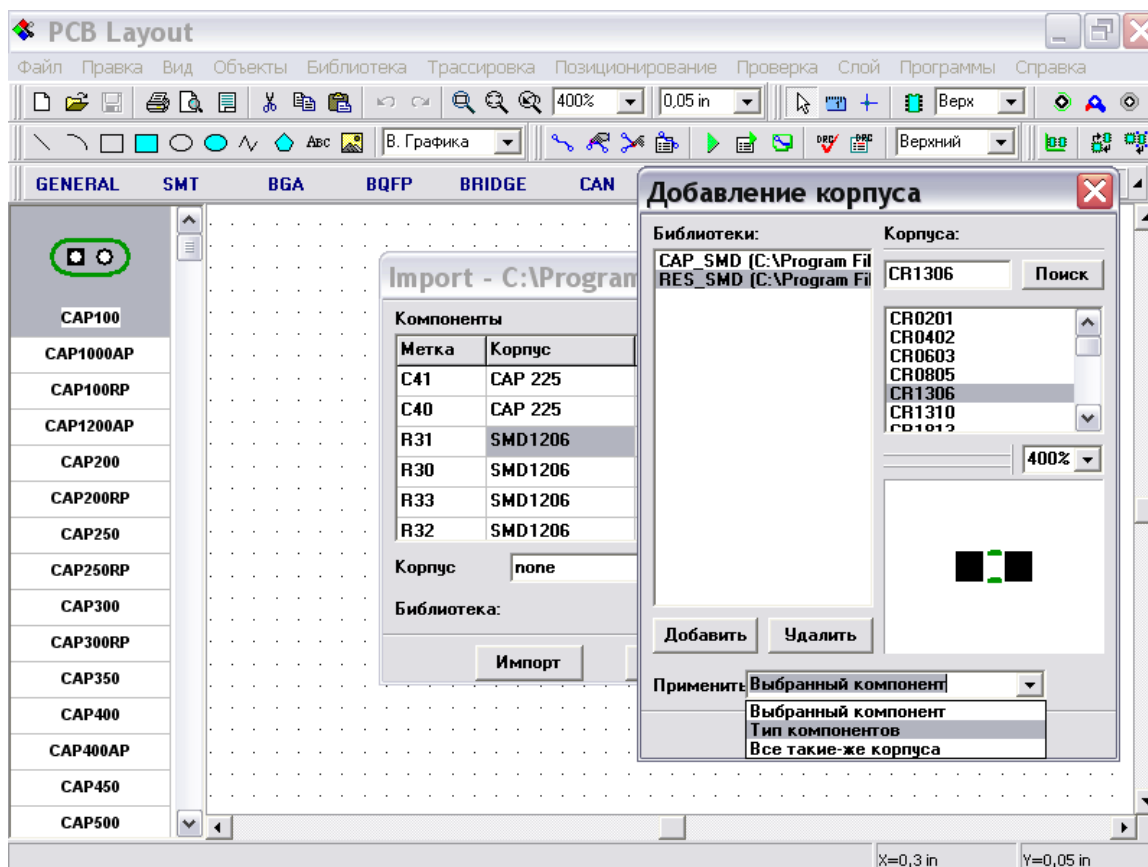 PCB Layout
Файл Правка Вид Объекты Библиотека Трассировка Позиционирование Проверка Слой Программы Справка
400% 0,05 in Верх
Abc В. Графика DRC DRC Верхний
GENERAL SMT BGA BQFP BRIDGE CAN
CAP100
CAP1000AP
CAP100RP
CAP1200AP
CAP200
CAP200RP
CAP250
CAP250RP
CAP300
CAP300RP
CAP350
CAP400
CAP400AP
CAP450
CAP500
Import - C:\Program
Компоненты
Метка Корпус
C41 CAP 225
C40 CAP 225
R31 SMD1206
R30 SMD1206
R33 SMD1206
R32 SMD1206
Корпус none
Библиотека:
Импорт
Добавление корпуса
Библиотеки:
CAP_SMD (C:\Program Fil
RES_SMD (C:\Program Fil
Корпуса:
CR1306 Поиск
CR0201
CR0402
CR0603
CR0805
CR1306
CR1310
400%
Добавить Удалить
Применить Выбранный компонент
Выбранный компонент
Тип компонентов
Все такие-же корпуса
X=0,3 in Y=0,05 in